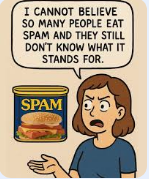 I CANNOT BELIEVE
SO MANY PEOPLE EAT
SPAM AND THEY STILL
DON'T KNOW WHAT IT
STANDS FOR.
SPAM